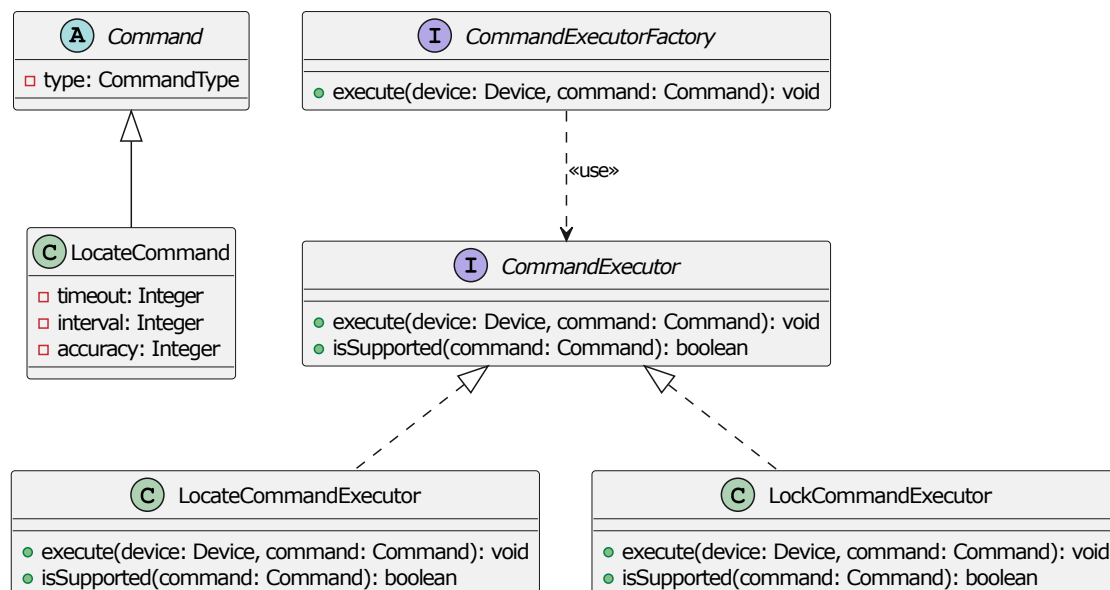 A Command
type: CommandType
I CommandExecutorFactory
execute(device: Device, command: Command): void
«use»
C LocateCommand
timeout: Integer
interval: Integer
accuracy: Integer
I CommandExecutor
execute(device: Device, command: Command): void
isSupported(command: Command): boolean
C LocateCommandExecutor
execute(device: Device, command: Command): void
isSupported(command: Command): boolean
C LockCommandExecutor
execute(device: Device, command: Command): void
isSupported(command: Command): boolean